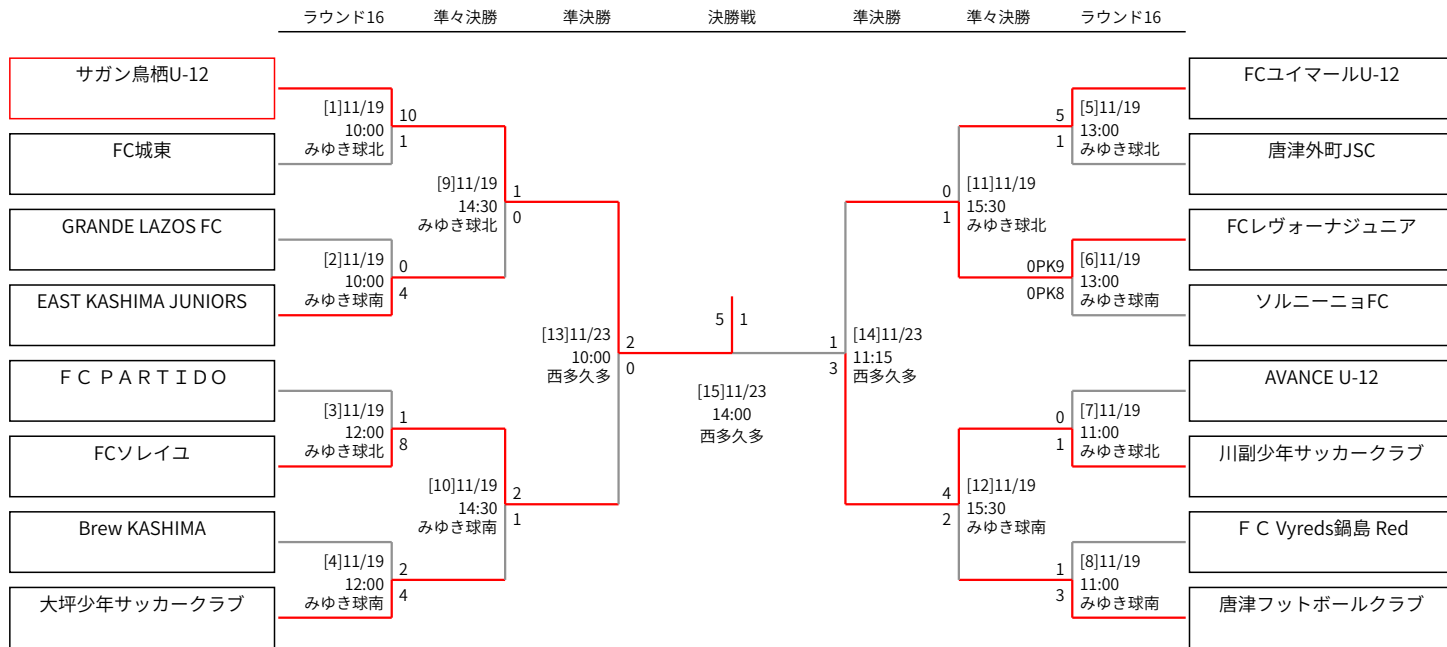 ラウンド16
準々決勝
準決勝
決勝戦
準決勝
準々決勝
ラウンド16
サガン鳥栖U-12
FC城東
GRANDE LAZOS FC
EAST KASHIMA JUNIORS
ＦＣ ＰＡＲＴＩＤＯ
FCソレイユ
Brew KASHIMA
大坪少年サッカークラブ
[1]11/19
10:00
みゆき球北
10
1
[2]11/19
10:00
みゆき球南
0
4
[3]11/19
12:00
みゆき球北
1
8
[4]11/19
12:00
みゆき球南
2
4
[9]11/19
14:30
みゆき球北
1
0
[10]11/19
14:30
みゆき球南
2
1
[13]11/23
10:00
西多久多
2
0
5
1
[15]11/23
14:00
西多久多
1
3
[14]11/23
11:15
西多久多
0
1
[11]11/19
15:30
みゆき球北
4
2
[12]11/19
15:30
みゆき球南
5
1
[5]11/19
13:00
みゆき球北
0PK9
0PK8
[6]11/19
13:00
みゆき球南
0
1
[7]11/19
11:00
みゆき球北
1
3
[8]11/19
11:00
みゆき球南
FCユイマールU-12
唐津外町JSC
FCレヴォーナジュニア
ソルニーニョFC
AVANCE U-12
川副少年サッカークラブ
ＦＣ Vyreds鍋島 Red
唐津フットボールクラブ